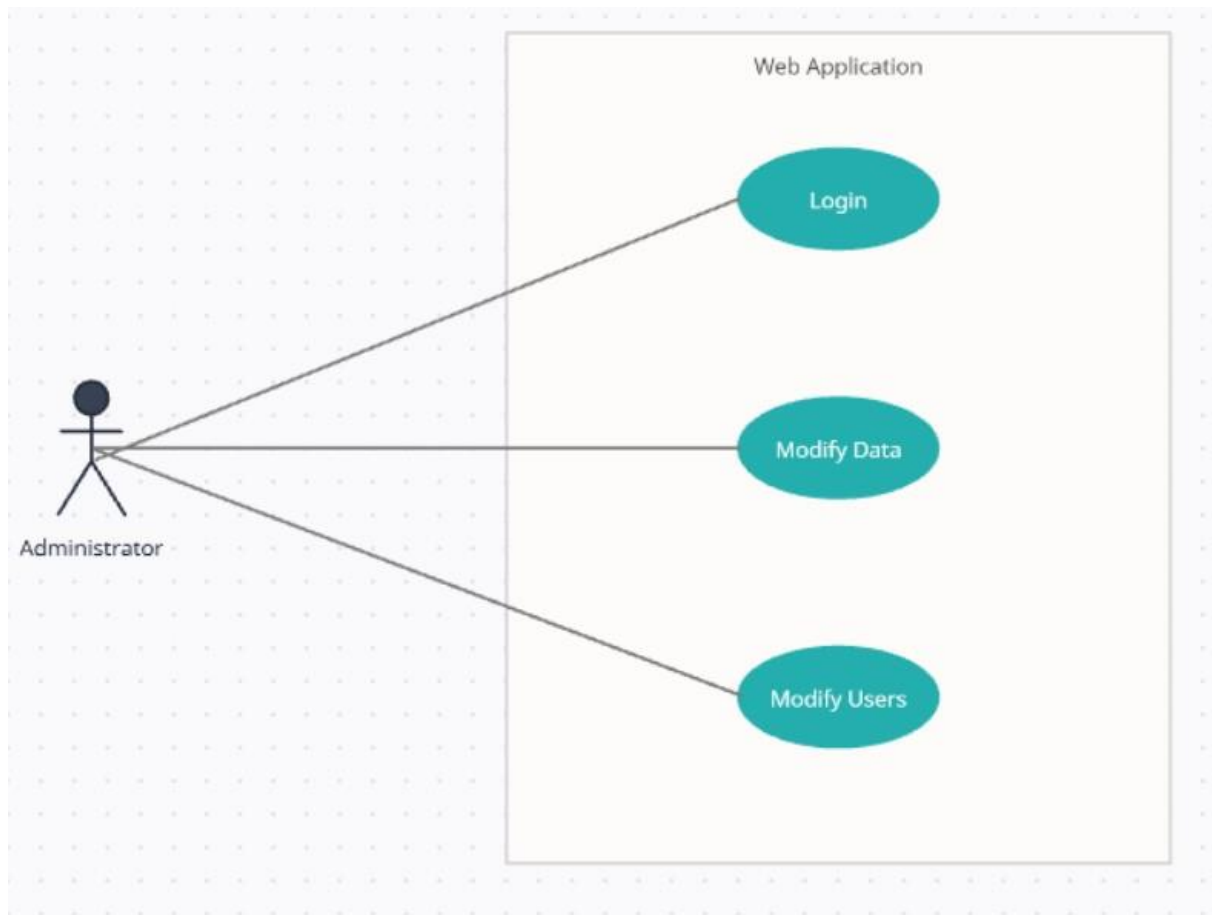 Web Application
Login
Modify Data
Administrator
Modify Users